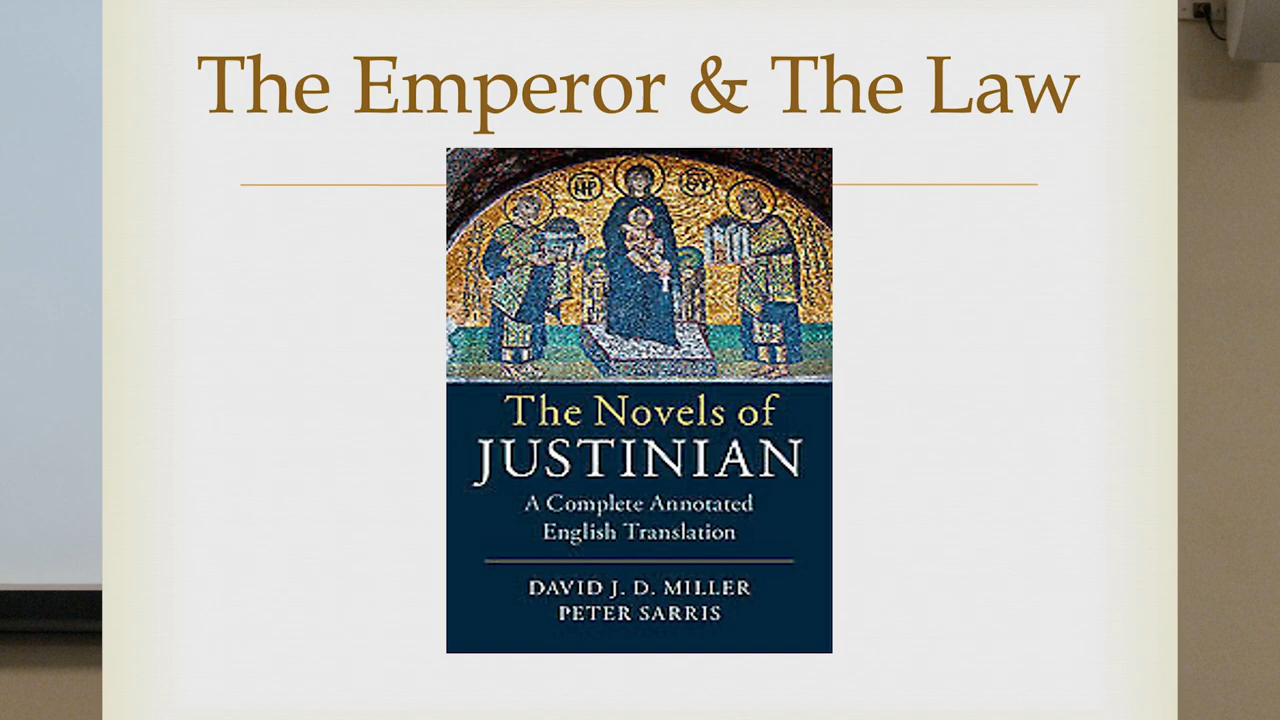 The Emperor & The Law
The Novels of
JUSTINIAN
A Complete Annotated
English Translation
DAVID J. D. MILLER
PETER SARRIS